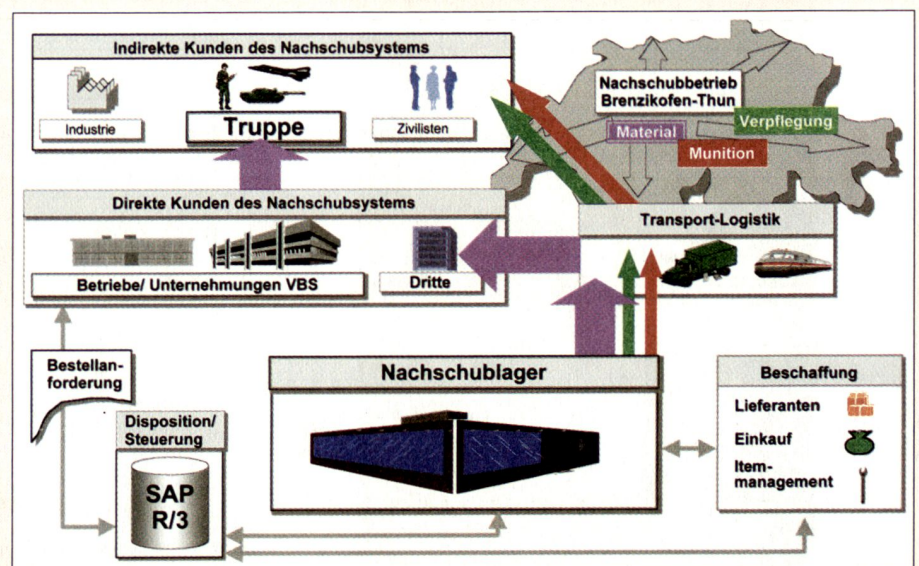 Indirekte Kunden des Nachschubsystems
Industrie
Truppe
Zivilisten
Nachschubbetrieb
Brenzikofen-Thun
Verpflegung
Material
Munition
Direkte Kunden des Nachschubsystems
Betriebe/ Unternehmungen VBS
Dritte
Transport-Logistik
Bestellan-
forderung
Disposition/
Steuerung
SAP
R/3
Nachschublager
Beschaffung
Lieferanten
Einkauf
Item-
management